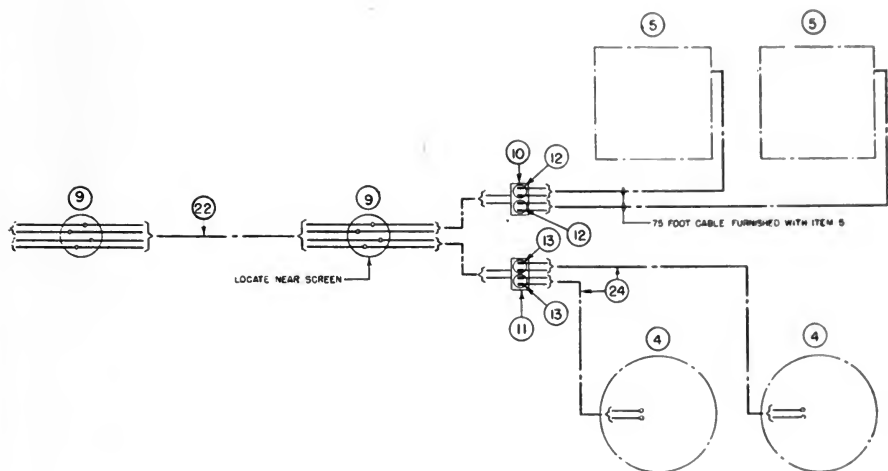 5 5
10 12
9 22 9
12
75 FOOT CABLE FURNISHED WITH ITEM 5
13
LOCATE NEAR SCREEN
24
11 13
4 4